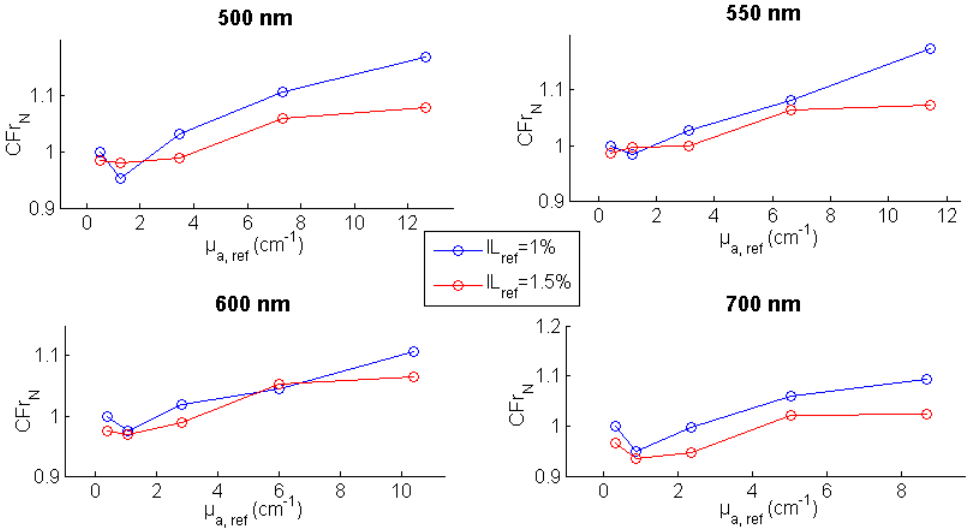 500 nm
CFr_N
1.1
1
0.9
0 2 4 6 8 10 12
μ_a, ref (cm^-1)
550 nm
CFr_N
1.1
1
0.9
0 2 4 6 8 10 12
μ_a, ref (cm^-1)
IL_ref=1%
IL_ref=1.5%
600 nm
CFr_N
1.1
1
0.9
0 2 4 6 8 10
μ_a, ref (cm^-1)
700 nm
CFr_N
1.2
1.1
1
0.9
0 2 4 6 8
μ_a, ref (cm^-1)